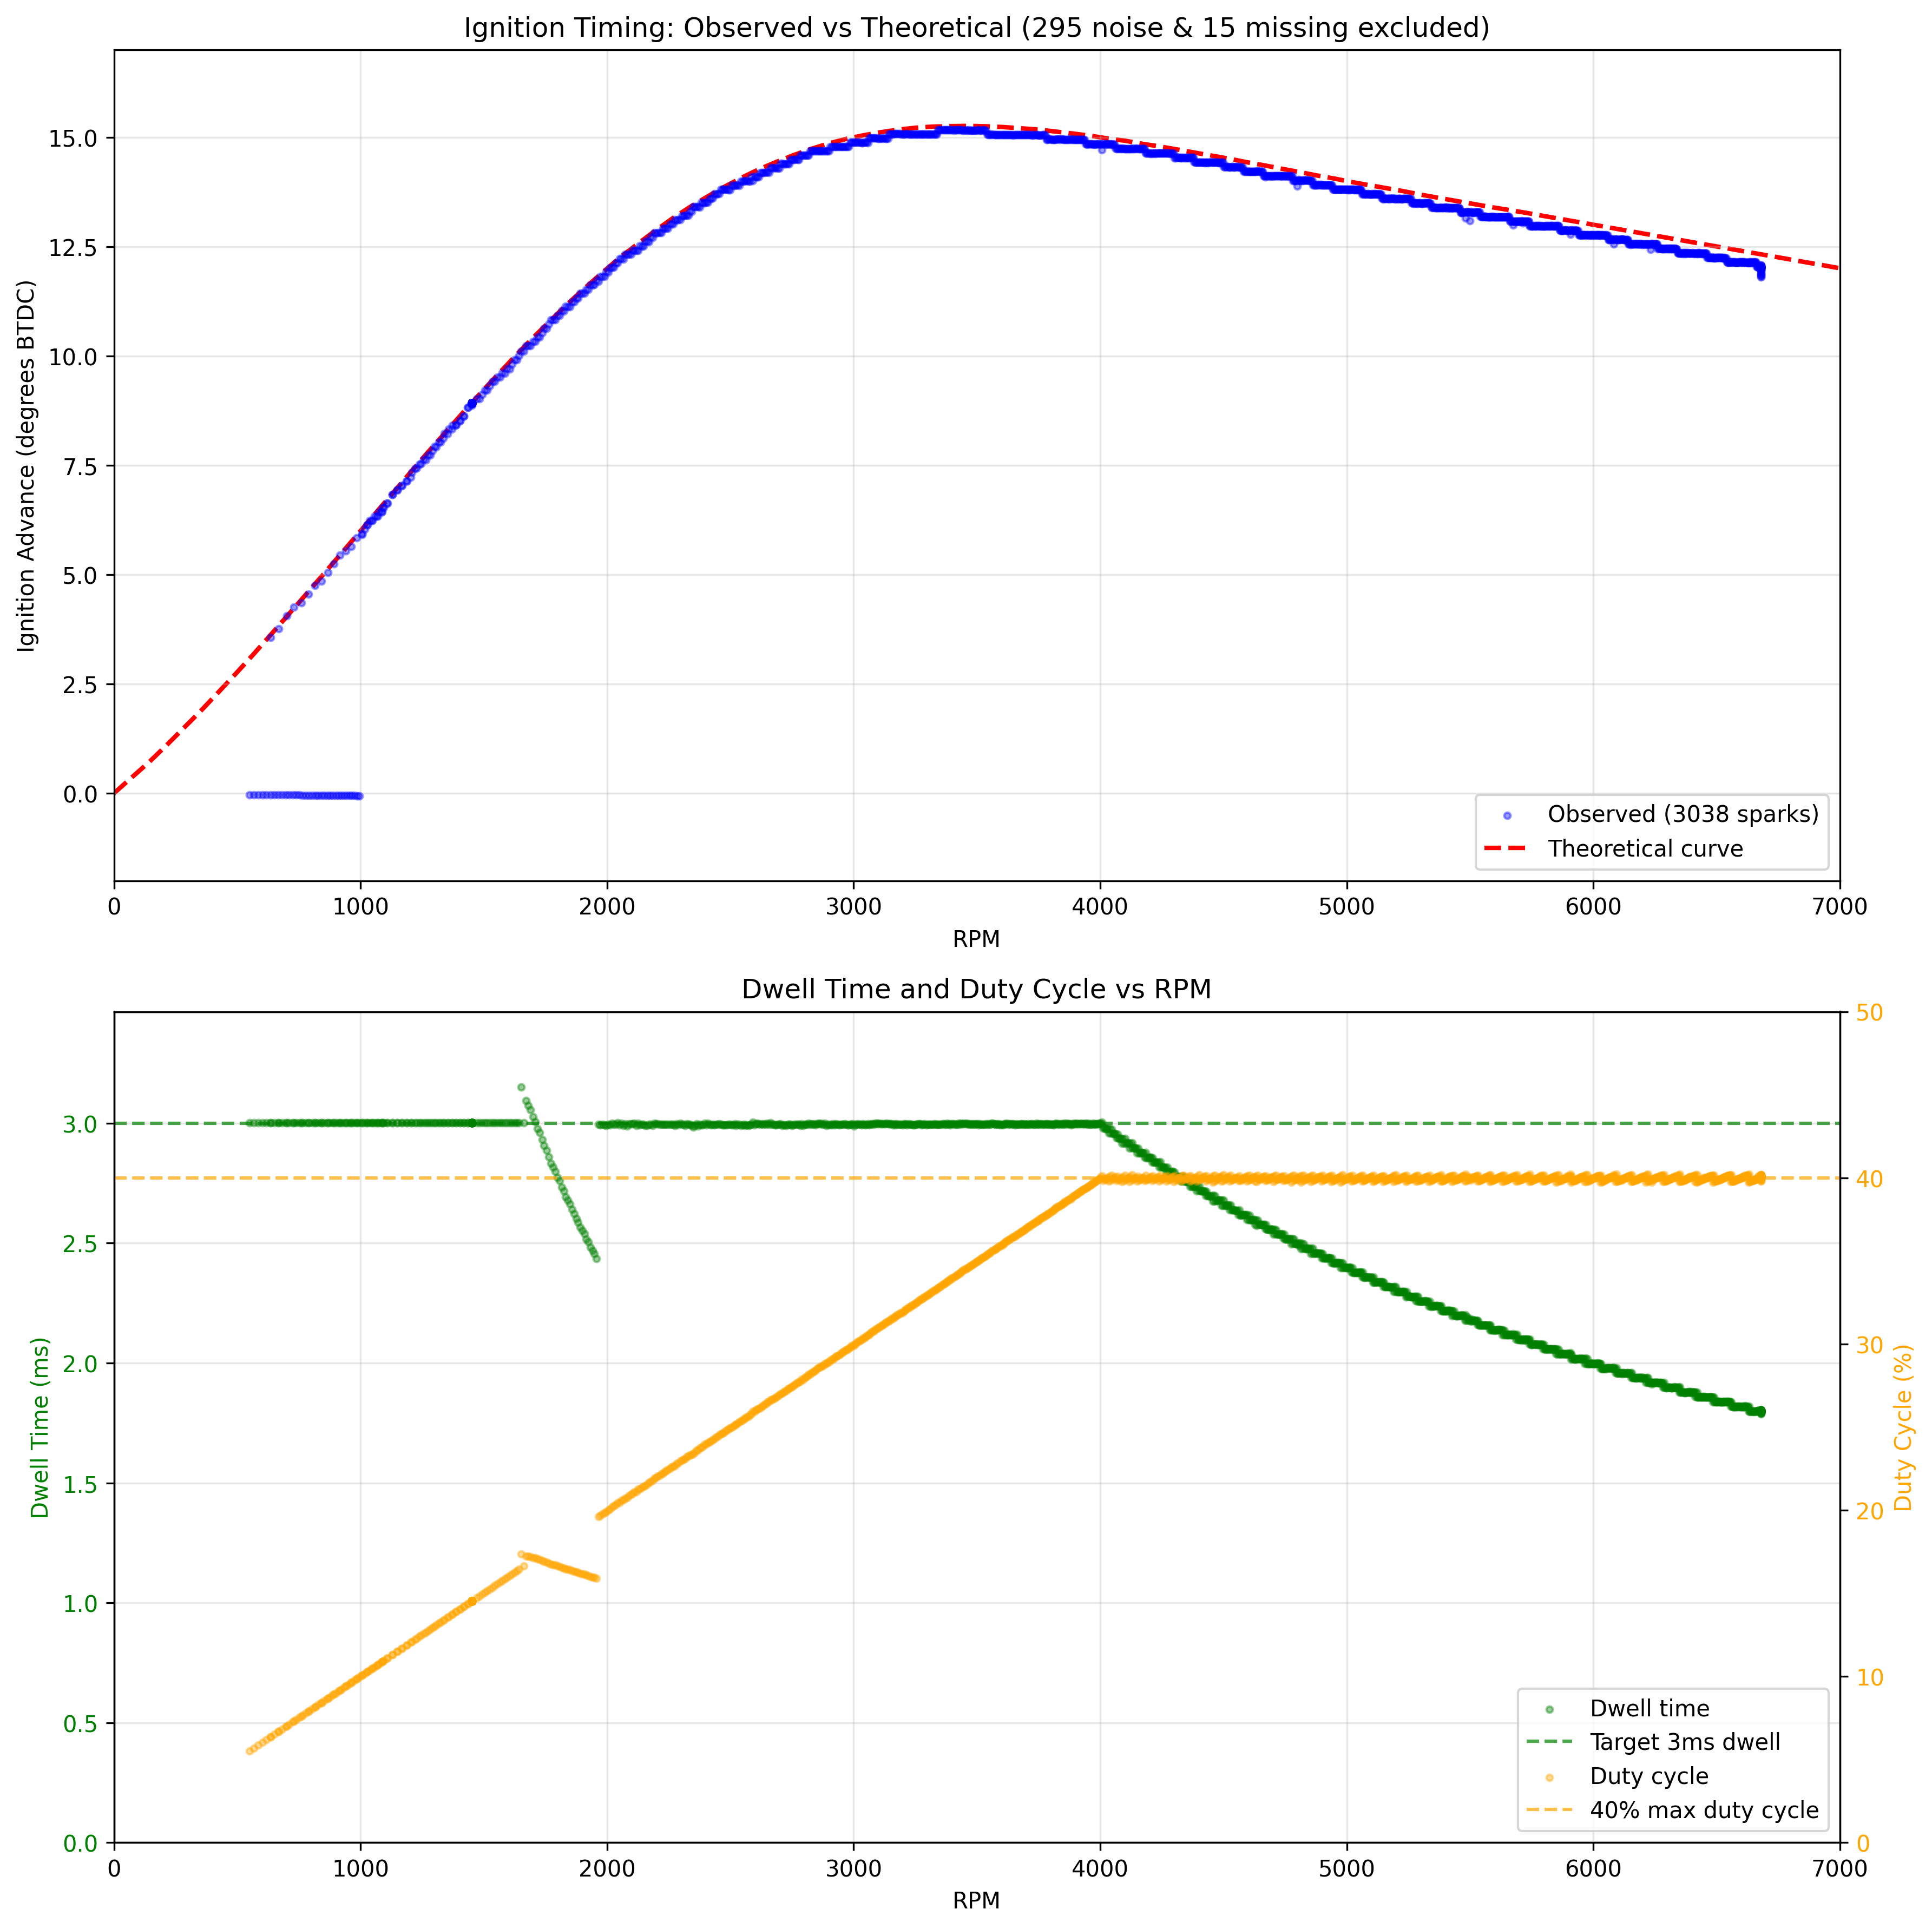 Ignition Timing: Observed vs Theoretical (295 noise & 15 missing excluded)
Ignition Advance (degrees BTDC)
15.0
12.5
10.0
7.5
5.0
2.5
0.0
Observed (3038 sparks)
Theoretical curve
0 1000 2000 3000 4000 5000 6000 7000
RPM
Dwell Time and Duty Cycle vs RPM
Dwell Time (ms)
3.0
2.5
2.0
1.5
1.0
0.5
0.0
50
40
30
20
10
0
Duty Cycle (%)
Dwell time
Target 3ms dwell
Duty cycle
40% max duty cycle
0 1000 2000 3000 4000 5000 6000 7000
RPM